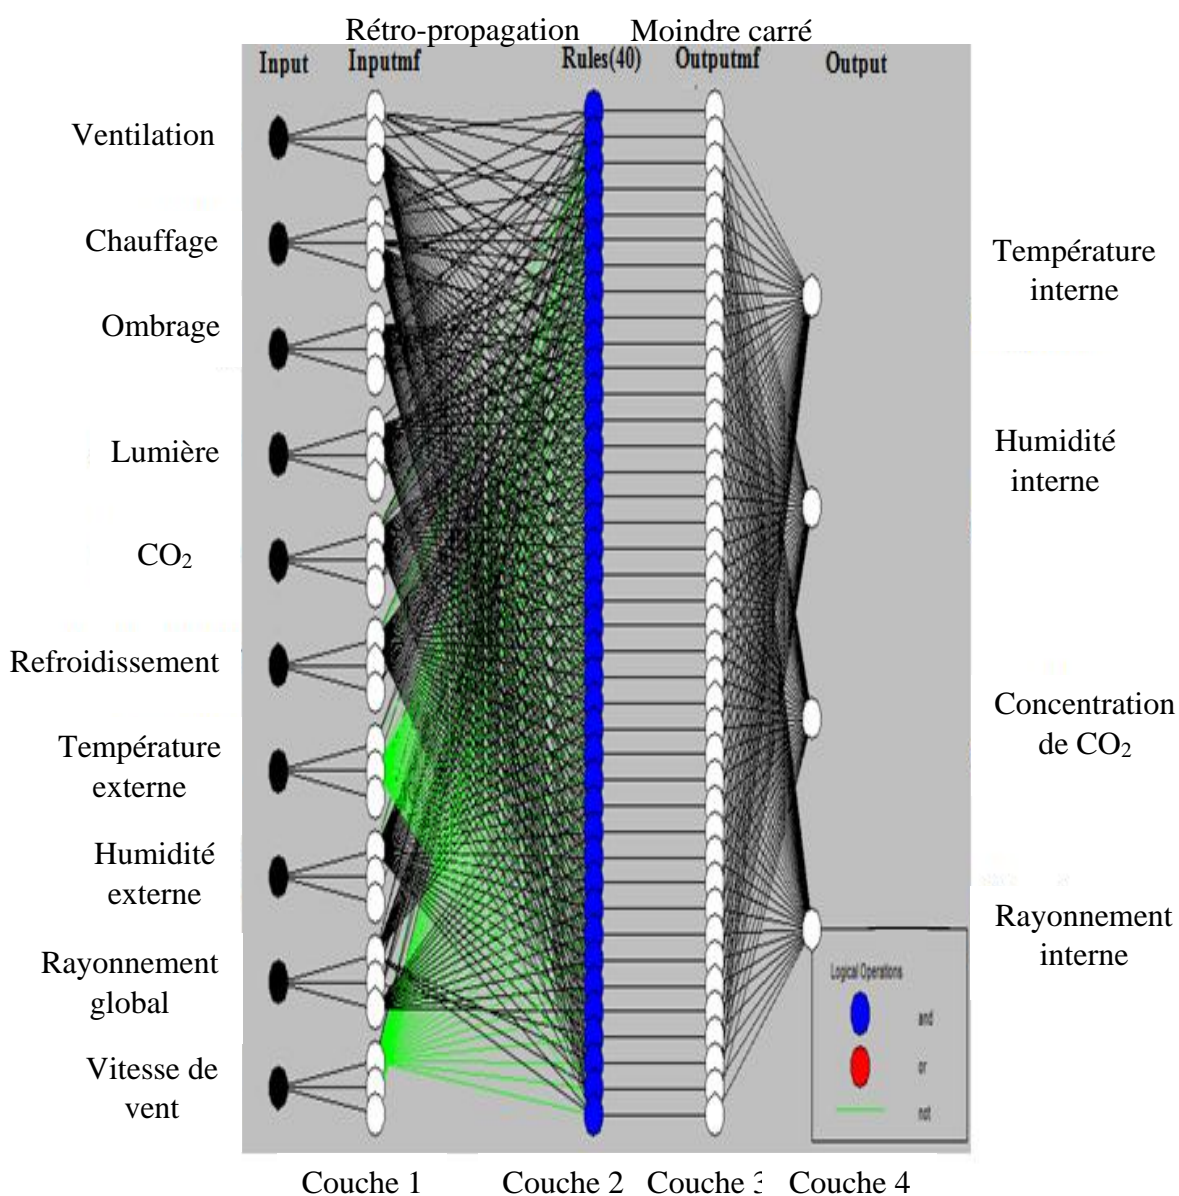 Rétro-propagation Moindre carré
Input Inputmf Rules(40) Outputmf Output
Ventilation
Chauffage
Ombrage
Lumière
CO₂
Refroidissement
Température
externe
Humidité
externe
Rayonnement
global
Vitesse de
vent
Température
interne
Humidité
interne
Concentration
de CO₂
Rayonnement
interne
Logical Operations
and
or
not
Couche 1 Couche 2 Couche 3 Couche 4